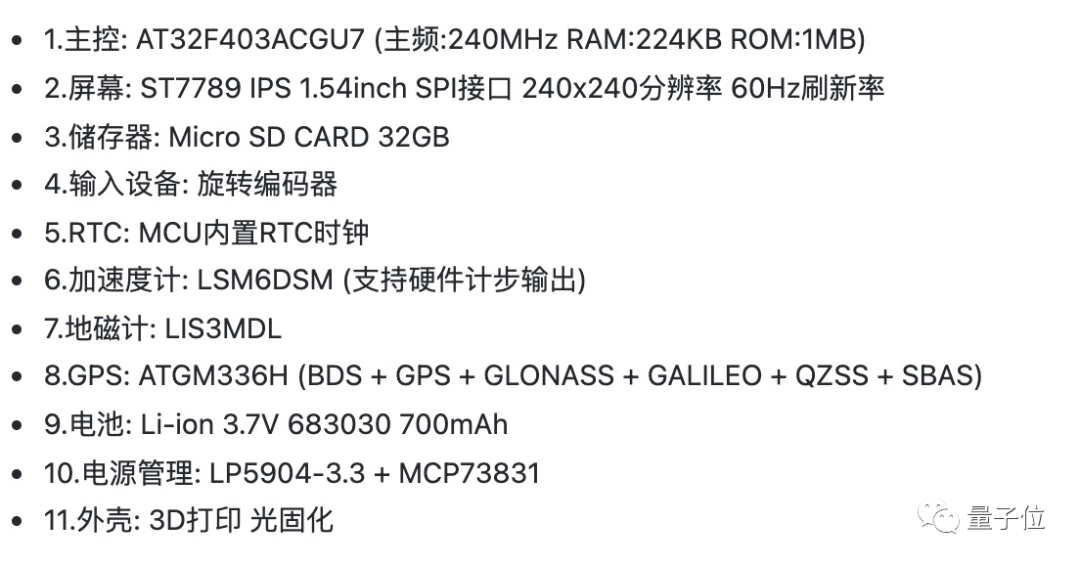 • 1.主控: AT32F403ACGU7 (主频:240MHz RAM:224KB ROM:1MB)
• 2.屏幕: ST7789 IPS 1.54inch SPI接口 240x240分辨率 60Hz刷新率
• 3.储存器: Micro SD CARD 32GB
• 4.输入设备: 旋转编码器
• 5.RTC: MCU内置RTC时钟
• 6.加速度计: LSM6DSM (支持硬件计步输出)
• 7.地磁计: LIS3MDL
• 8.GPS: ATGM336H (BDS + GPS + GLONASS + GALILEO + QZSS + SBAS)
• 9.电池: Li-ion 3.7V 683030 700mAh
• 10.电源管理: LP5904-3.3 + MCP73831
• 11.外壳: 3D打印 光固化
量子位